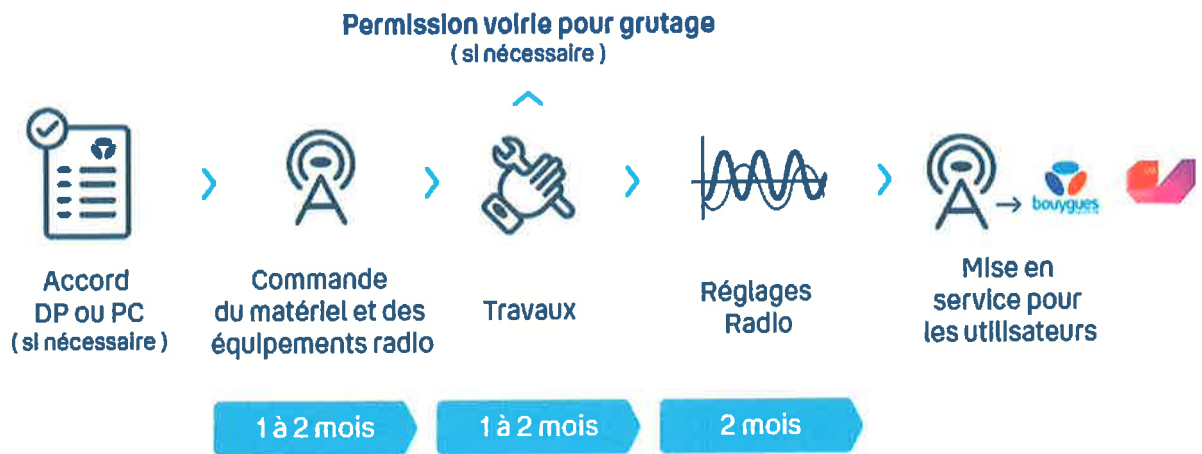 Permission voirie pour grutage
( si nécessaire )
Accord
DP ou PC
( si nécessaire )
Commande
du matériel et des
équipements radio
Travaux
Réglages
Radio
bouygues
Mise en
service pour
les utilisateurs
1 à 2 mois
1 à 2 mois
2 mois